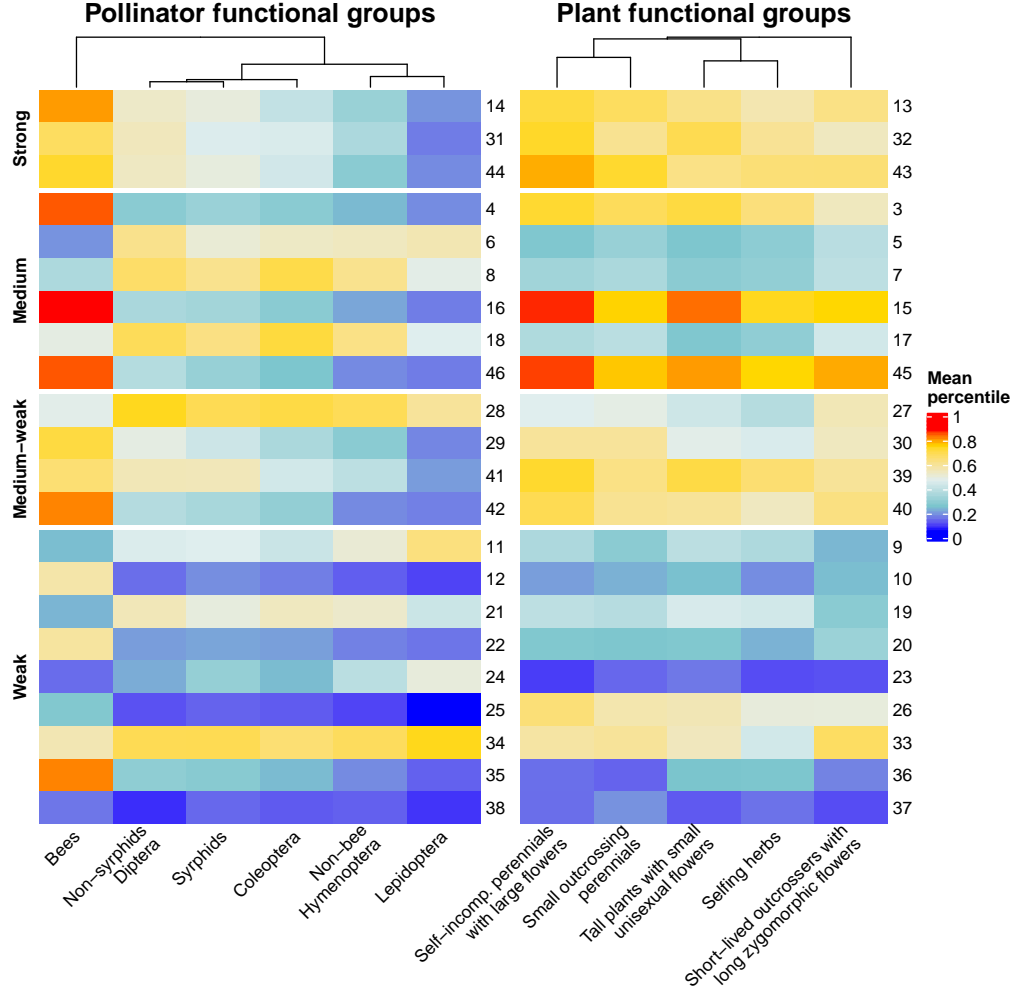 Pollinator functional groups
Plant functional groups
Strong
14
31
44
13
32
43
Medium
4
6
8
16
18
46
3
5
7
15
17
45
Medium−weak
28
29
41
42
27
30
39
40
Weak
11
12
21
22
24
25
34
35
38
9
10
19
20
23
26
33
36
37
Mean
percentile
1
0.8
0.6
0.4
0.2
0
Bees
Non−syrphids
Diptera
Syrphids
Coleoptera
Non−bee
Hymenoptera
Lepidoptera
Self−incomp. perennials
with large flowers
Small outcrossing
perennials
Tall plants with small
unisexual flowers
Selfing herbs
Short−lived outcrossers with
long zygomorphic flowers